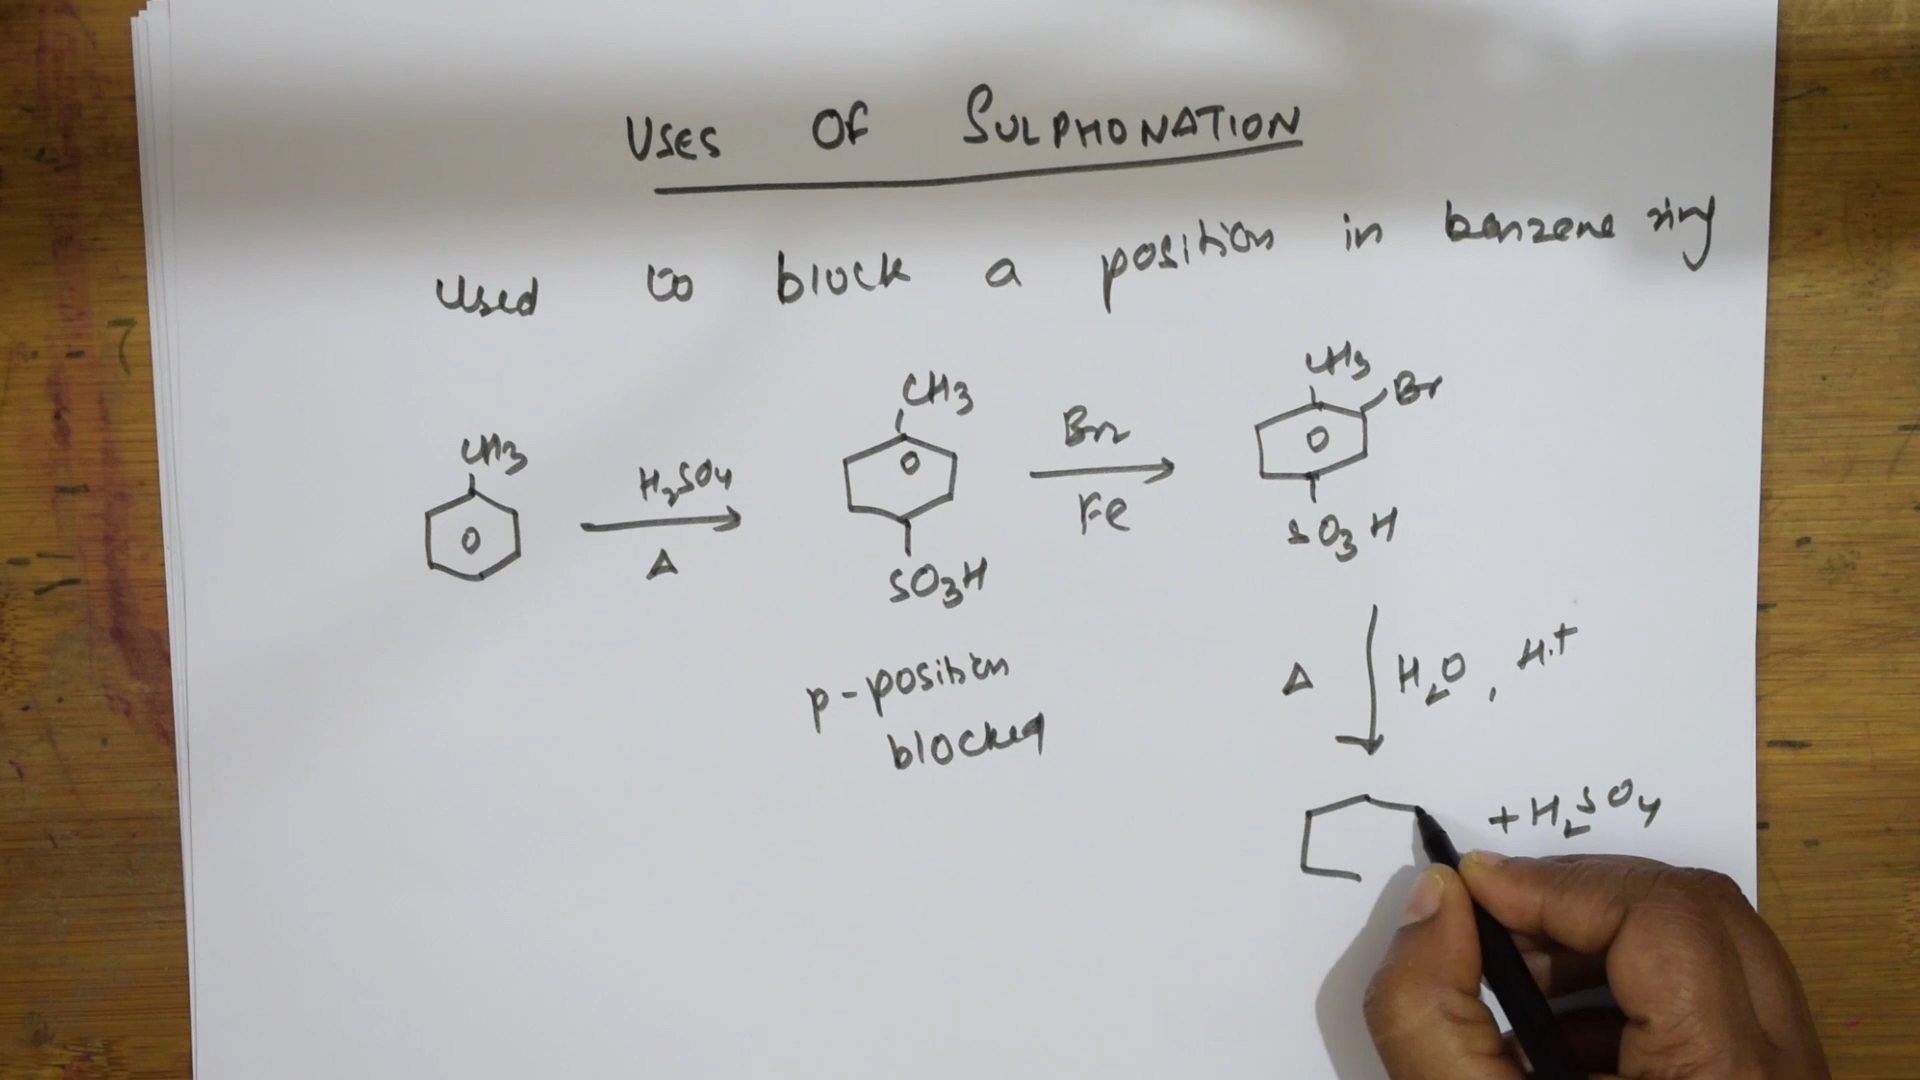 USES OF SULPHONATION
Used to block a position in benzene ring
CH3
H2SO4
Δ
CH3
SO3H
Br2
Fe
CH3
Br
SO3H
p-position
blocked
Δ
H2O, H+
+ H2SO4